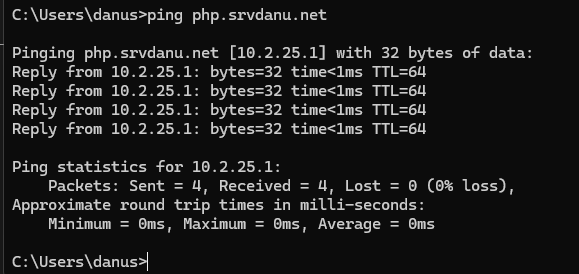 C:\Users\danus>ping php.srvdanu.net
Pinging php.srvdanu.net [10.2.25.1] with 32 bytes of data:
Reply from 10.2.25.1: bytes=32 time<1ms TTL=64
Reply from 10.2.25.1: bytes=32 time<1ms TTL=64
Reply from 10.2.25.1: bytes=32 time<1ms TTL=64
Reply from 10.2.25.1: bytes=32 time<1ms TTL=64
Ping statistics for 10.2.25.1:
    Packets: Sent = 4, Received = 4, Lost = 0 (0% loss),
Approximate round trip times in milli-seconds:
    Minimum = 0ms, Maximum = 0ms, Average = 0ms
C:\Users\danus>